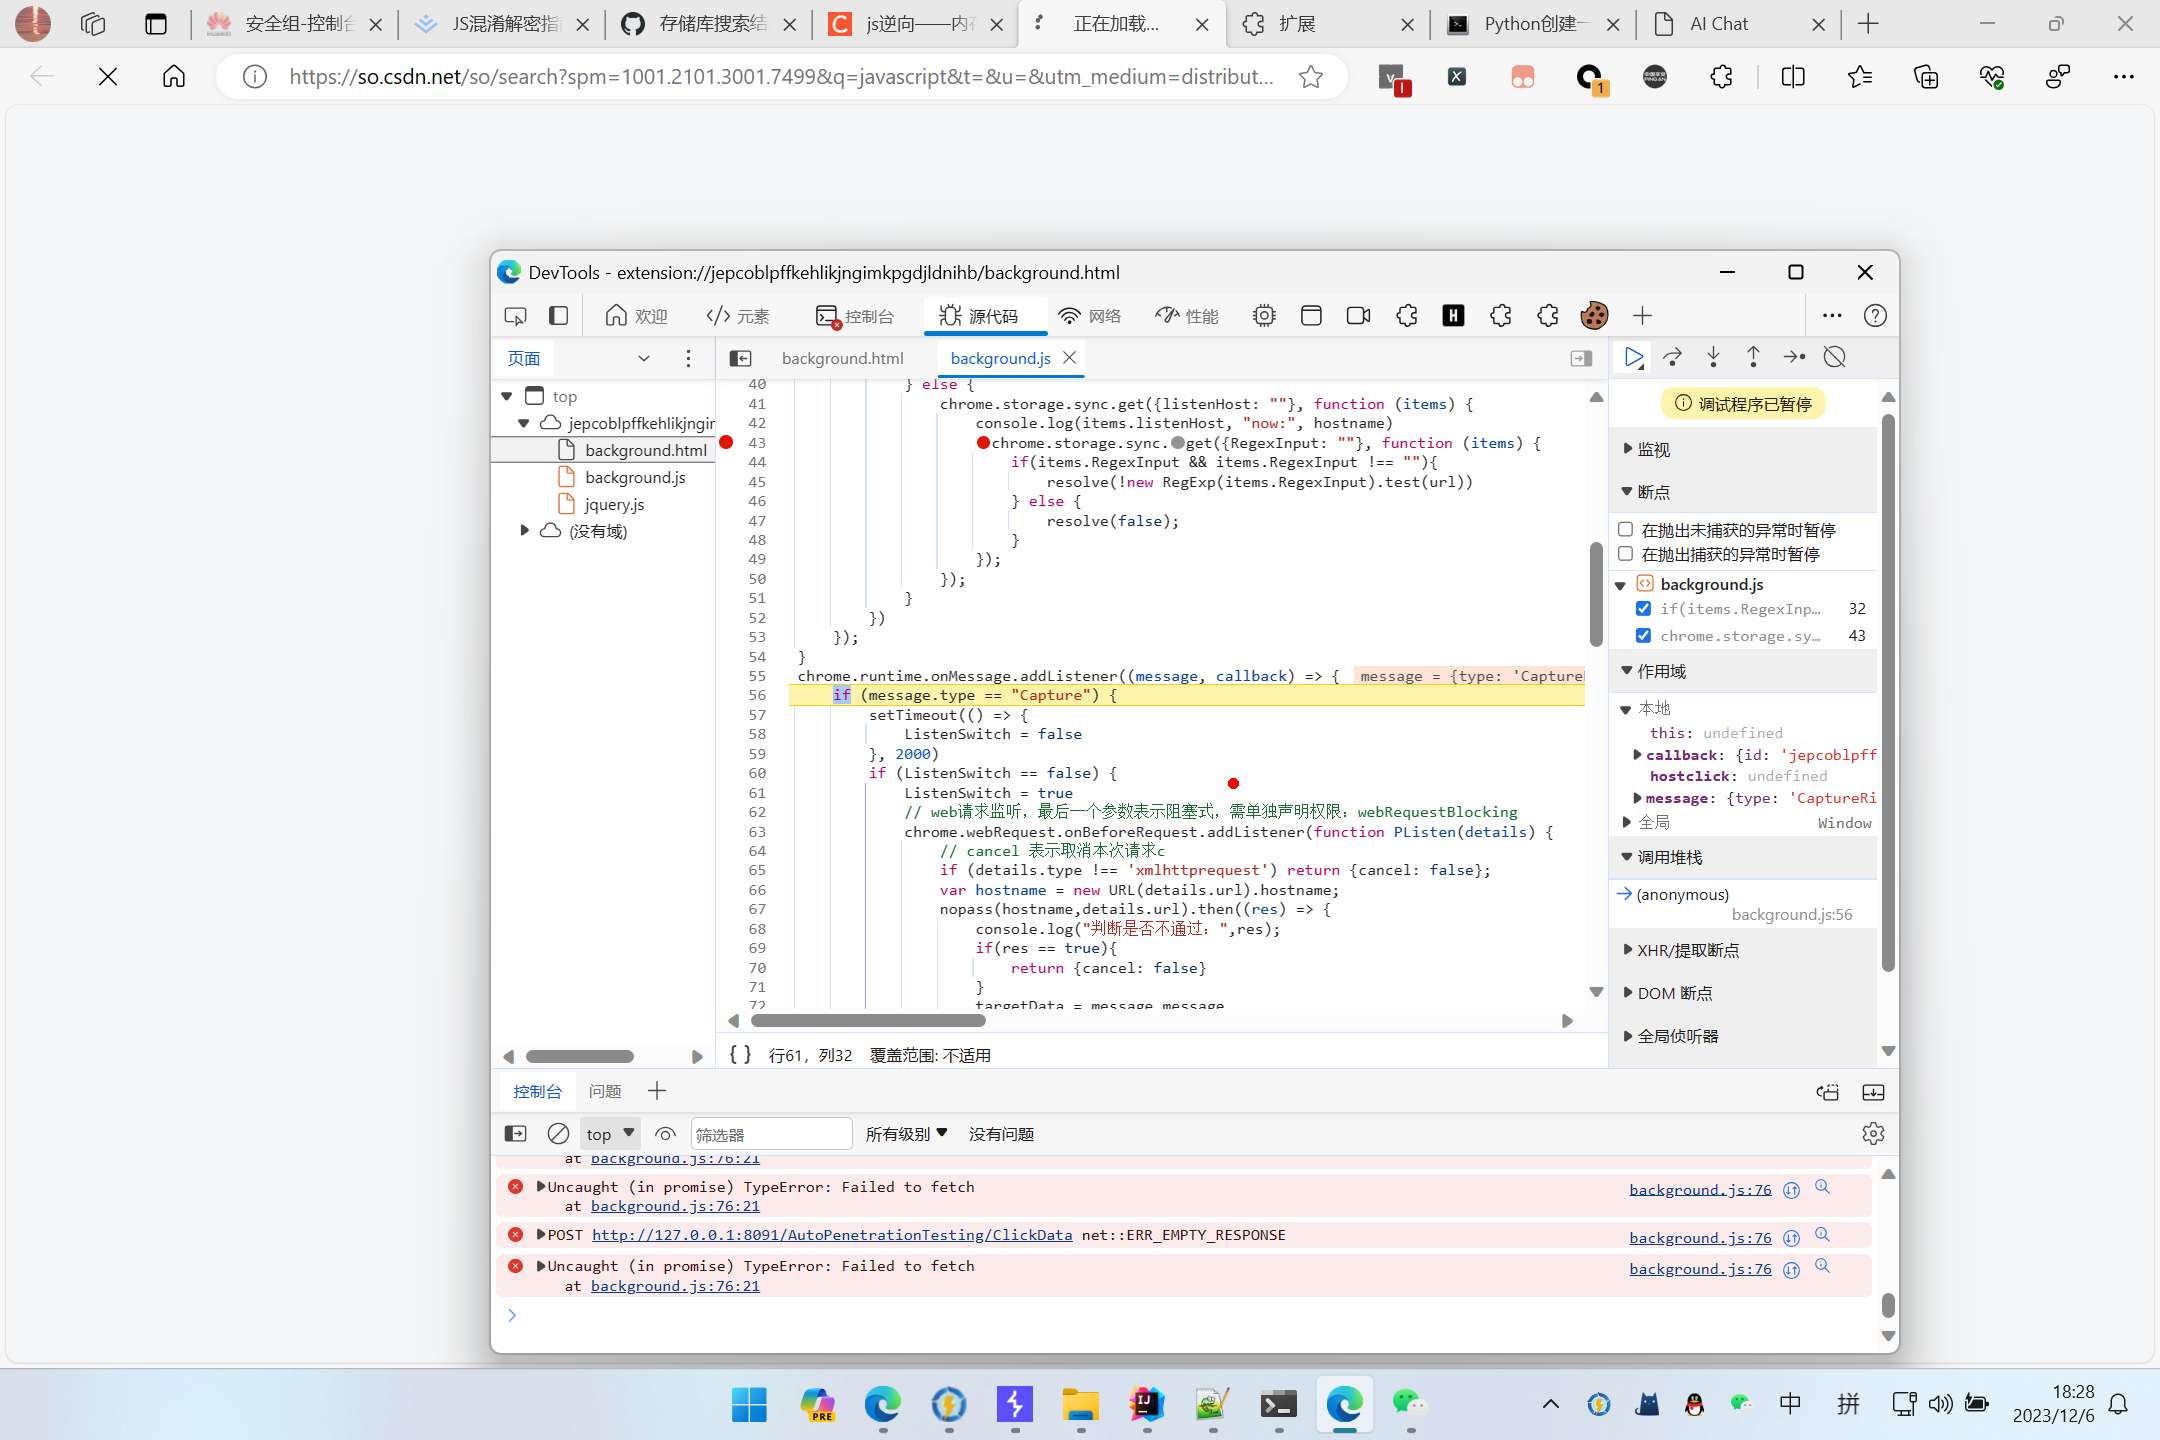 安全组-控制台
JS混淆解密指
存储库搜索结
js逆向——内存
正在加载...
扩展
Python创建一
AI Chat
https://so.csdn.net/so/search?spm=1001.2101.3001.7499&q=javascript&t=&u=&utm_medium=distribut...
1
DevTools - extension://jepcoblpffkehlikjngimkpgdjldnihb/background.html
欢迎
元素
控制台
源代码
网络
性能
页面
background.html
background.js
top
jepcoblpffkehlikjngir
background.html
background.js
jquery.js
(没有域)
40 } else {
41 chrome.storage.sync.get({listenHost: ""}, function (items) {
42 console.log(items.listenHost, "now:", hostname)
43 chrome.storage.sync.get({RegexInput: ""}, function (items) {
44 if(items.RegexInput && items.RegexInput !== ""){
45 resolve(!new RegExp(items.RegexInput).test(url))
46 } else {
47 resolve(false);
48 }
49 });
50 });
51 }
52 })
53 });
54 }
55 chrome.runtime.onMessage.addListener((message, callback) => { message = {type: 'Capture
56 if (message.type == "Capture") {
57 setTimeout(() => {
58 ListenSwitch = false
59 }, 2000)
60 if (ListenSwitch == false) {
61 ListenSwitch = true
62 // web请求监听，最后一个参数表示阻塞式，需单独声明权限：webRequestBlocking
63 chrome.webRequest.onBeforeRequest.addListener(function PListen(details) {
64 // cancel 表示取消本次请求c
65 if (details.type !== 'xmlhttprequest') return {cancel: false};
66 var hostname = new URL(details.url).hostname;
67 nopass(hostname,details.url).then((res) => {
68 console.log("判断是否不通过：",res);
69 if(res == true){
70 return {cancel: false}
71 }
72 targetData = message.message
行61，列32 覆盖范围: 不适用
调试程序已暂停
监视
断点
在抛出未捕获的异常时暂停
在抛出捕获的异常时暂停
background.js
if(items.RegexInp... 32
chrome.storage.sy... 43
作用域
本地
this: undefined
callback: {id: 'jepcoblpff
hostclick: undefined
message: {type: 'CaptureRi
全局 Window
调用堆栈
(anonymous)
background.js:56
XHR/提取断点
DOM 断点
全局侦听器
控制台 问题
top 筛选器 所有级别 没有问题
at background.js:76:21
Uncaught (in promise) TypeError: Failed to fetch background.js:76
at background.js:76:21
POST http://127.0.0.1:8091/AutoPenetrationTesting/ClickData net::ERR_EMPTY_RESPONSE background.js:76
Uncaught (in promise) TypeError: Failed to fetch background.js:76
at background.js:76:21
PRE
中
拼
18:28
2023/12/6